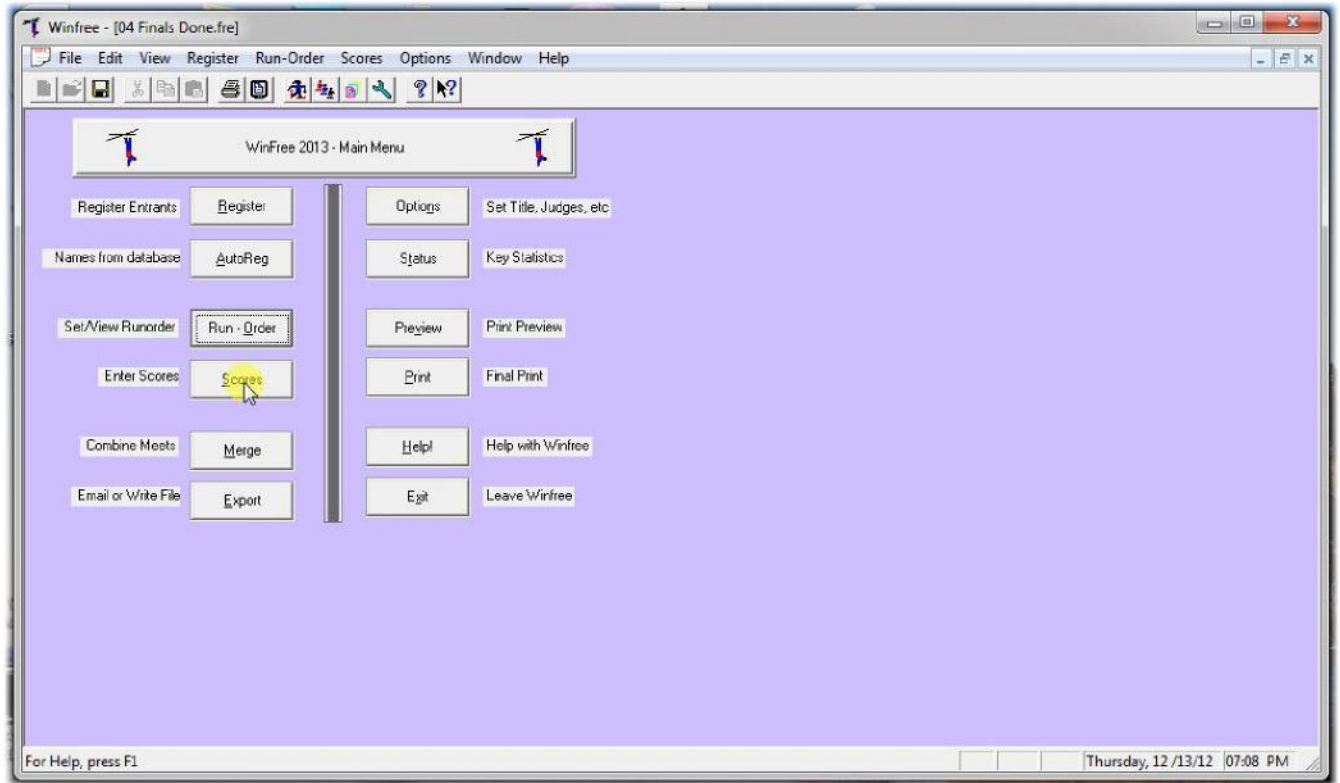 Winfree - [04 Finals Done.fre]
File Edit View Register Run-Order Scores Options Window Help
WinFree 2013 - Main Menu
Register Entrants Register Options Set Title, Judges, etc
Names from database AutoReg Status Key Statistics
Set/View Runorder Run - Order Preview Print Preview
Enter Scores Scores Print Final Print
Combine Meets Merge Help! Help with Winfree
Email or Write File Export Exit Leave Winfree
For Help, press F1 Thursday, 12 /13/12 07:08 PM